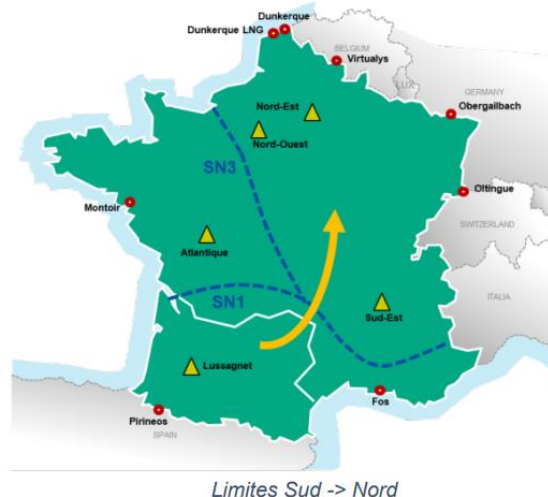 Dunkerque
Dunkerque LNG
BELGIUM
Virtualys
LUX
GERMANY
Nord-Est
Obergailbach
Nord-Ouest
SN3
Oltingue
Montoir
SWITZERLAND
Atlantique
ITALIA
SN1
Sud-Est
Lussagnet
Fos
Pirineos
SPAIN
Limites Sud -> Nord